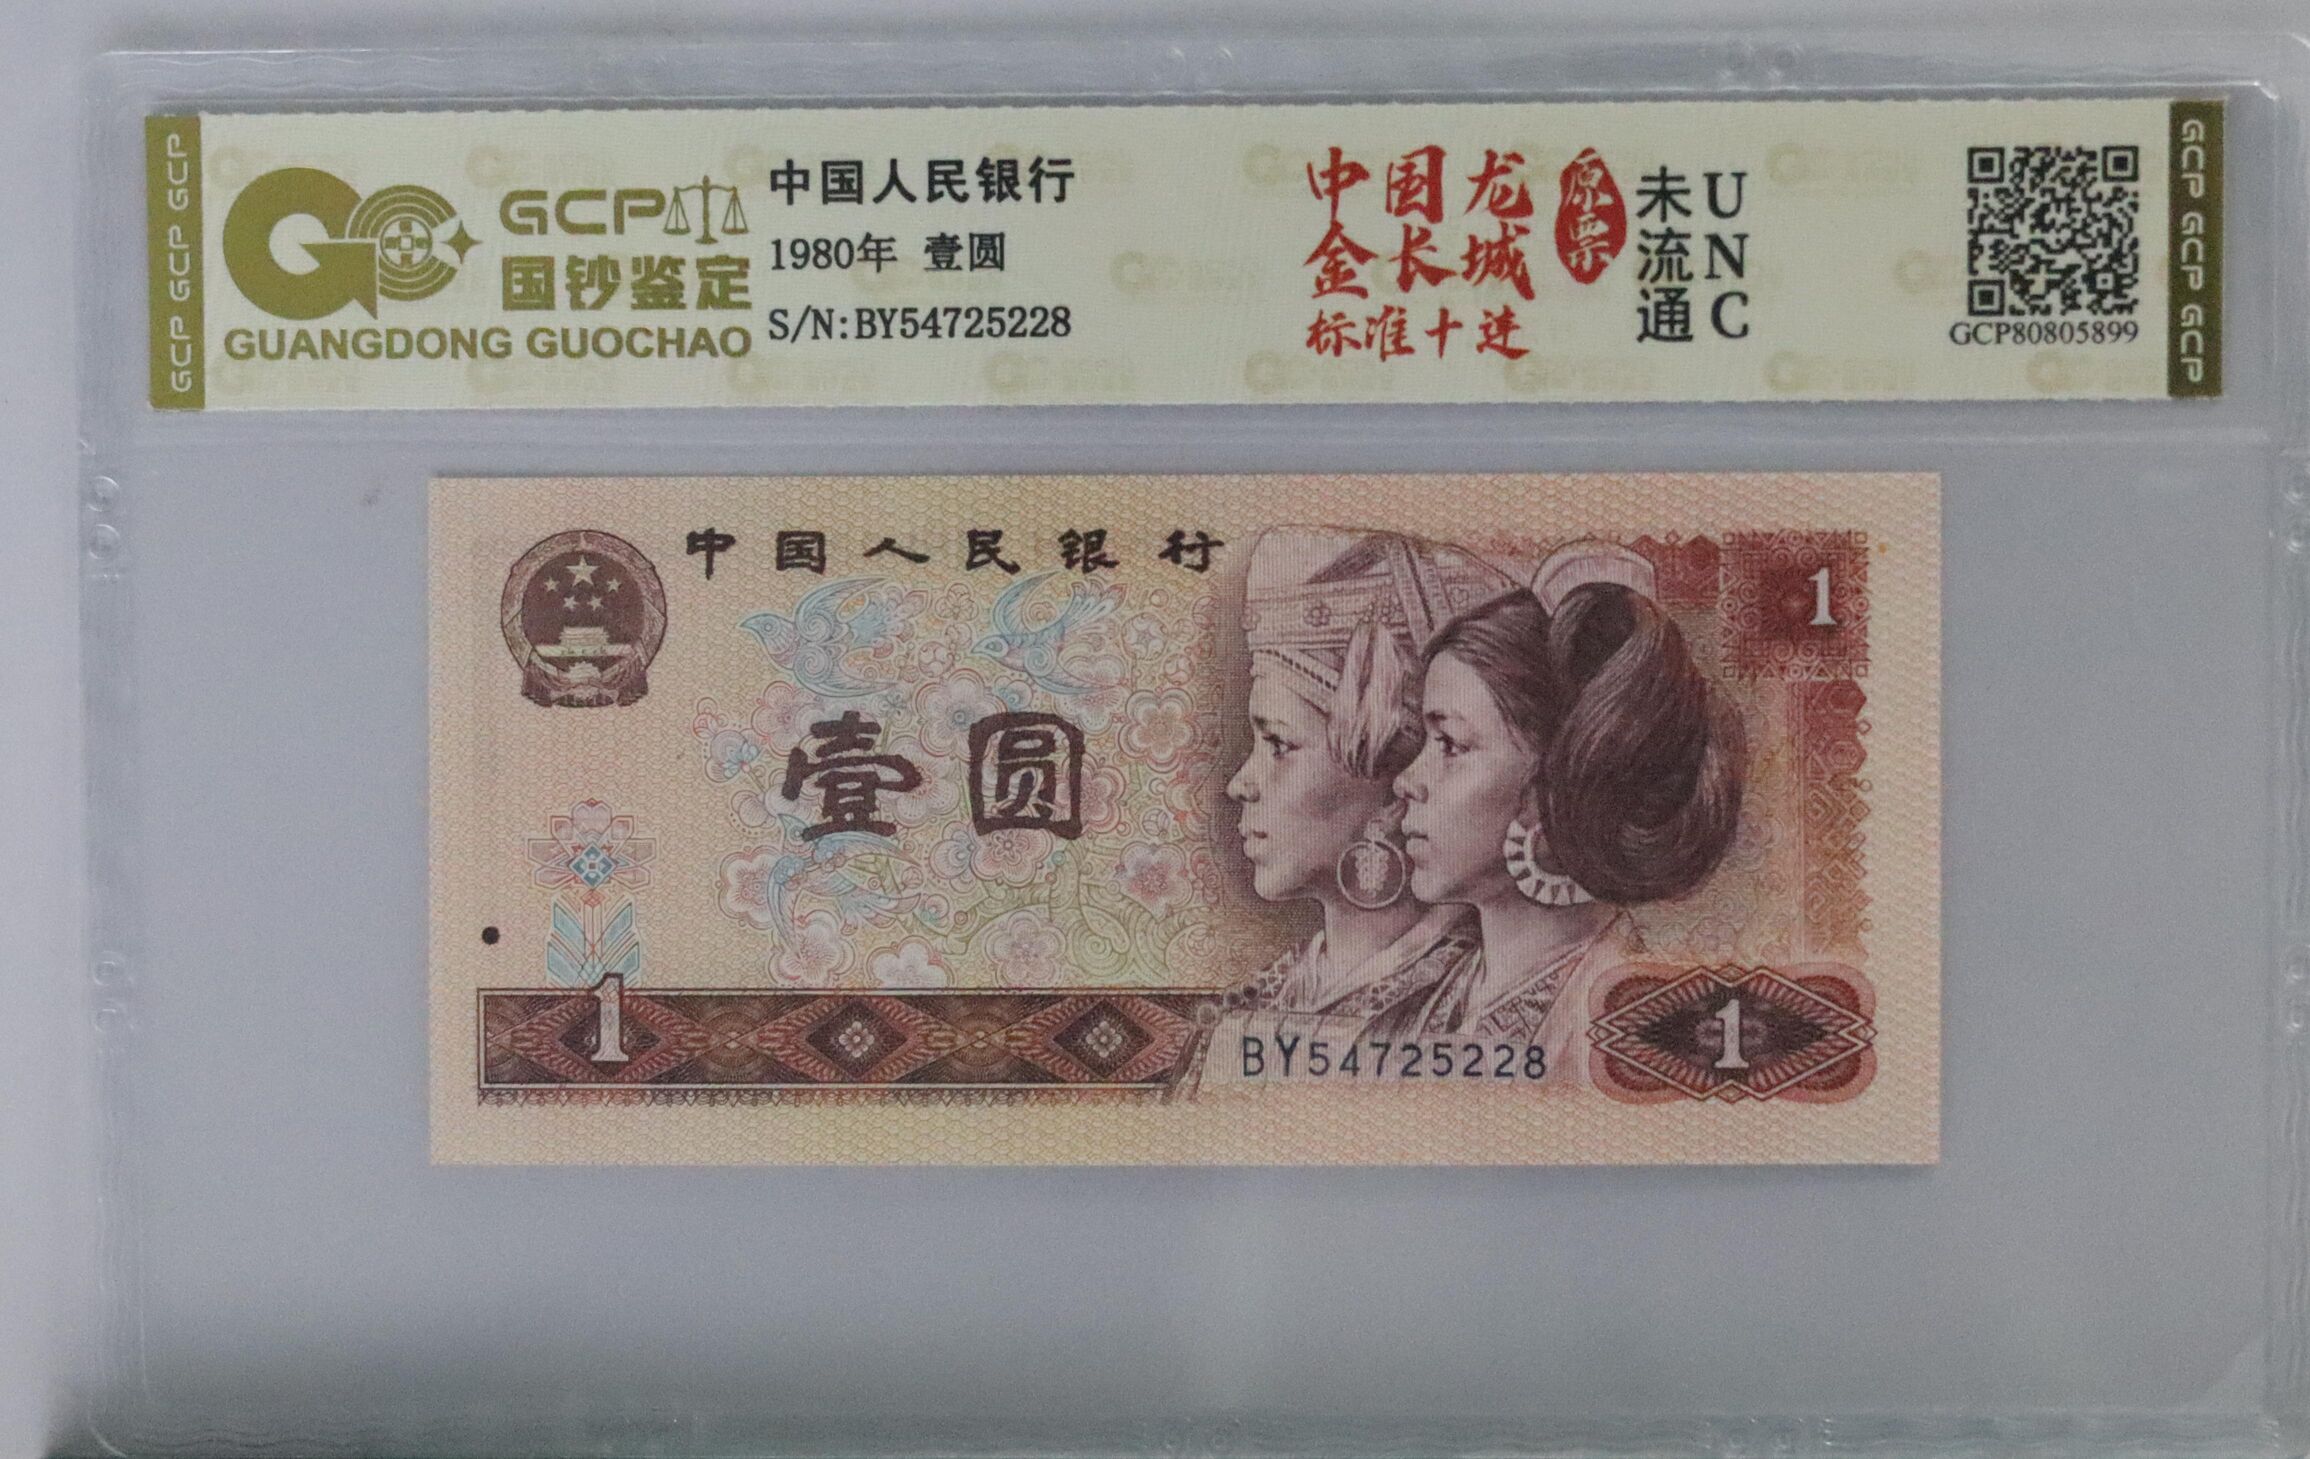 GCP GCP GCP
GCP
国钞鉴定
GUANGDONG GUOCHAO
中国人民银行
1980年 壹圆
S/N:BY54725228
中国龙
金长城
标准十连
原票
未流通
UNC
GCP80805899
GCP GCP GCP
中国人民银行
1
壹圆
1
BY54725228
1